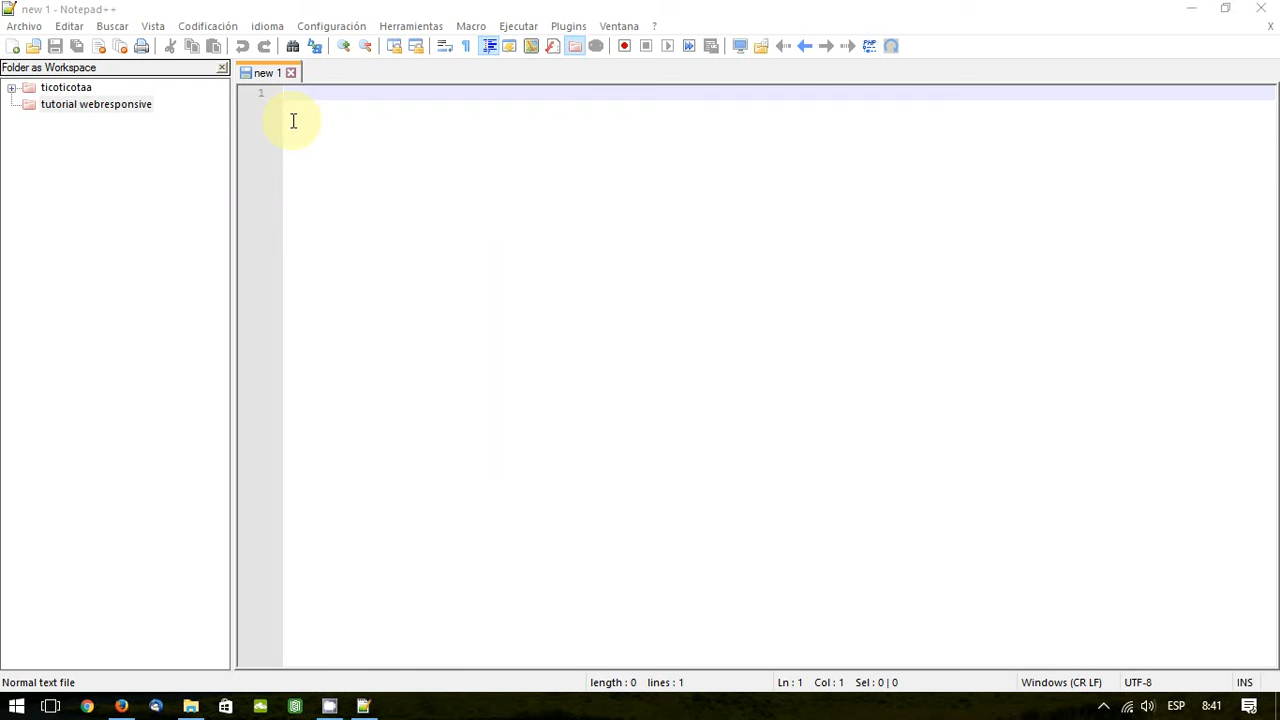 new 1 - Notepad++
Archivo Editar Buscar Vista Codificación idioma Configuración Herramientas Macro Ejecutar Plugins Ventana ? X
Folder as Workspace
new 1
ticoticotaa
tutorial webresponsive
1
Normal text file length : 0 lines : 1 Ln : 1 Col : 1 Sel : 0 | 0 Windows (CR LF) UTF-8 INS
ESP 8:41